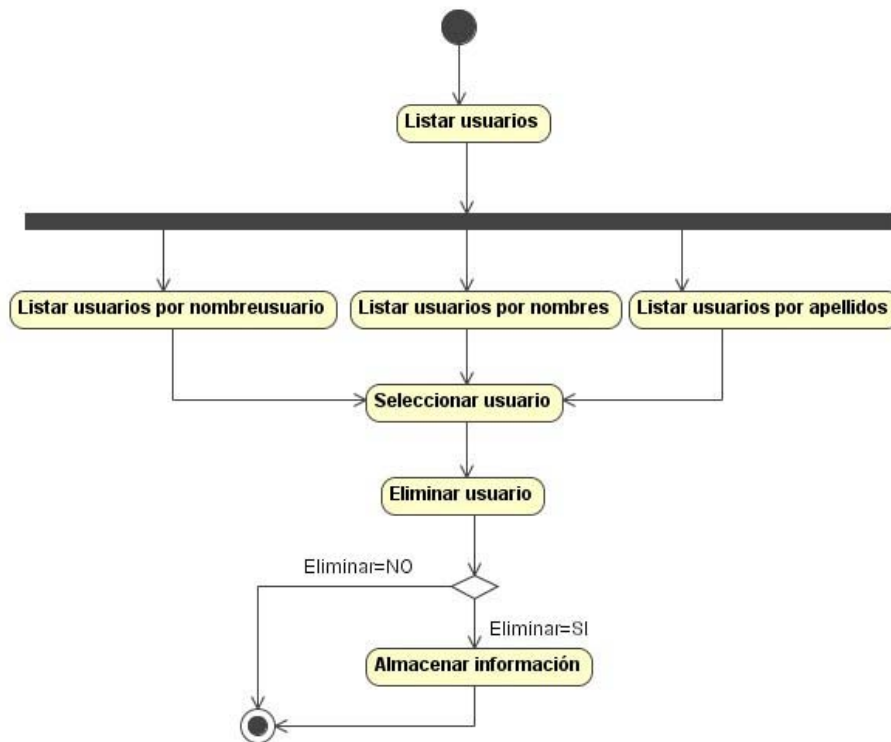 Listar usuarios
Listar usuarios por nombreusuario
Listar usuarios por nombres
Listar usuarios por apellidos
Seleccionar usuario
Eliminar usuario
Eliminar=NO
Eliminar=SI
Almacenar información